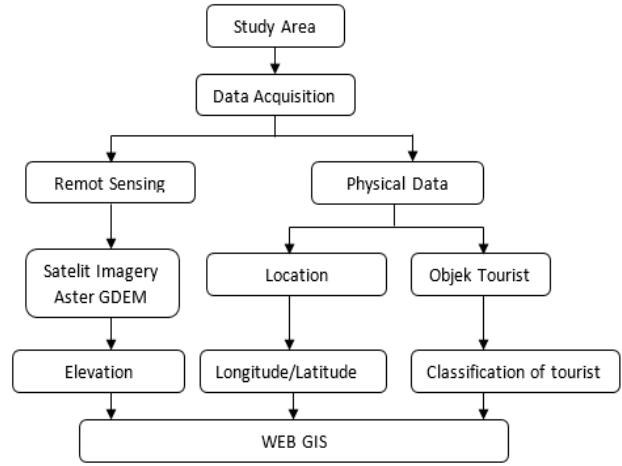 Study Area
Data Acquisition
Remot Sensing
Physical Data
Satelit Imagery
Aster GDEM
Location
Objek Tourist
Elevation
Longitude/Latitude
Classification of tourist
WEB GIS